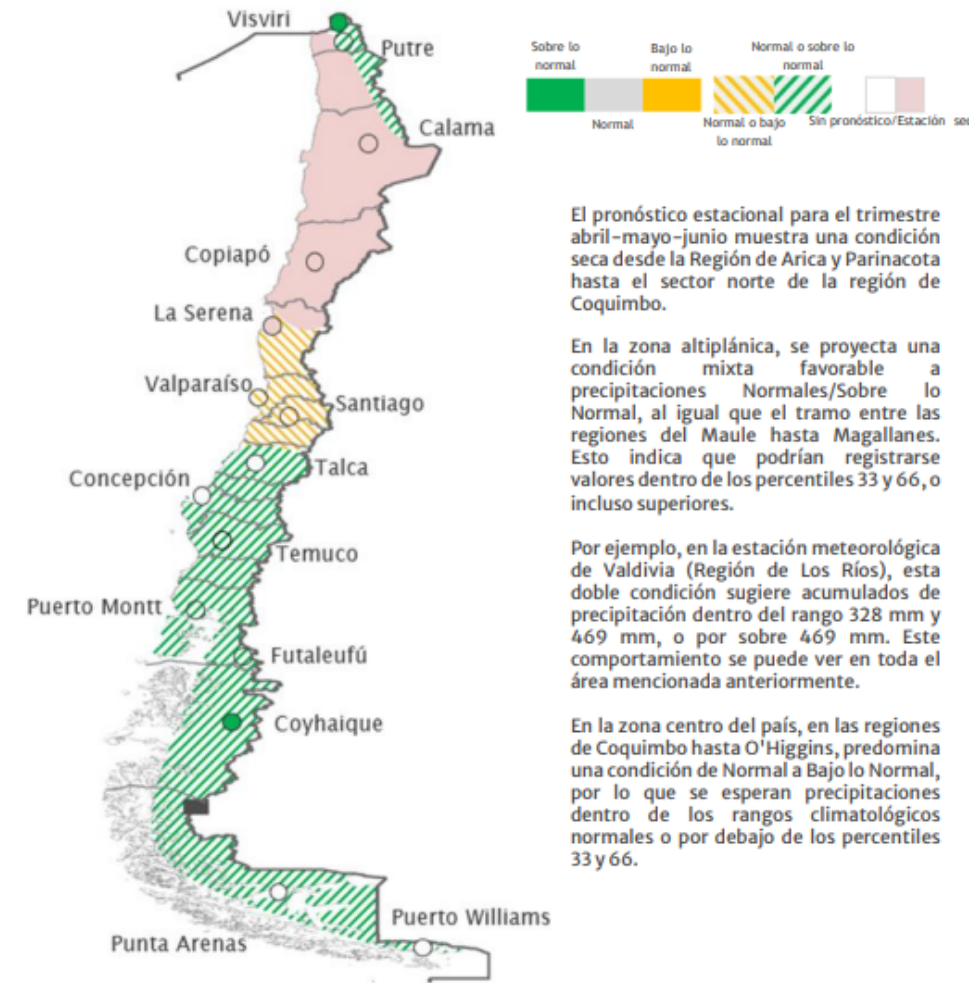 Visviri
Putre
Calama
Copiapó
La Serena
Valparaíso
Santiago
Talca
Concepción
Temuco
Puerto Montt
Futaleufú
Coyhaique
Puerto Williams
Punta Arenas
Sobre lo
normal
Bajo lo
normal
Normal o sobre lo
normal
Normal
Normal o bajo
lo normal
Sin pronóstico/Estación sec
El pronóstico estacional para el trimestre
abril-mayo-junio muestra una condición
seca desde la Región de Arica y Parinacota
hasta el sector norte de la región de
Coquimbo.
En la zona altiplánica, se proyecta una
condición mixta favorable a
precipitaciones Normales/Sobre lo
Normal, al igual que el tramo entre las
regiones del Maule hasta Magallanes.
Esto indica que podrían registrarse
valores dentro de los percentiles 33 y 66, o
incluso superiores.
Por ejemplo, en la estación meteorológica
de Valdivia (Región de Los Ríos), esta
doble condición sugiere acumulados de
precipitación dentro del rango 328 mm y
469 mm, o por sobre 469 mm. Este
comportamiento se puede ver en toda el
área mencionada anteriormente.
En la zona centro del país, en las regiones
de Coquimbo hasta O'Higgins, predomina
una condición de Normal a Bajo lo Normal,
por lo que se esperan precipitaciones
dentro de los rangos climatológicos
normales o por debajo de los percentiles
33 y 66.